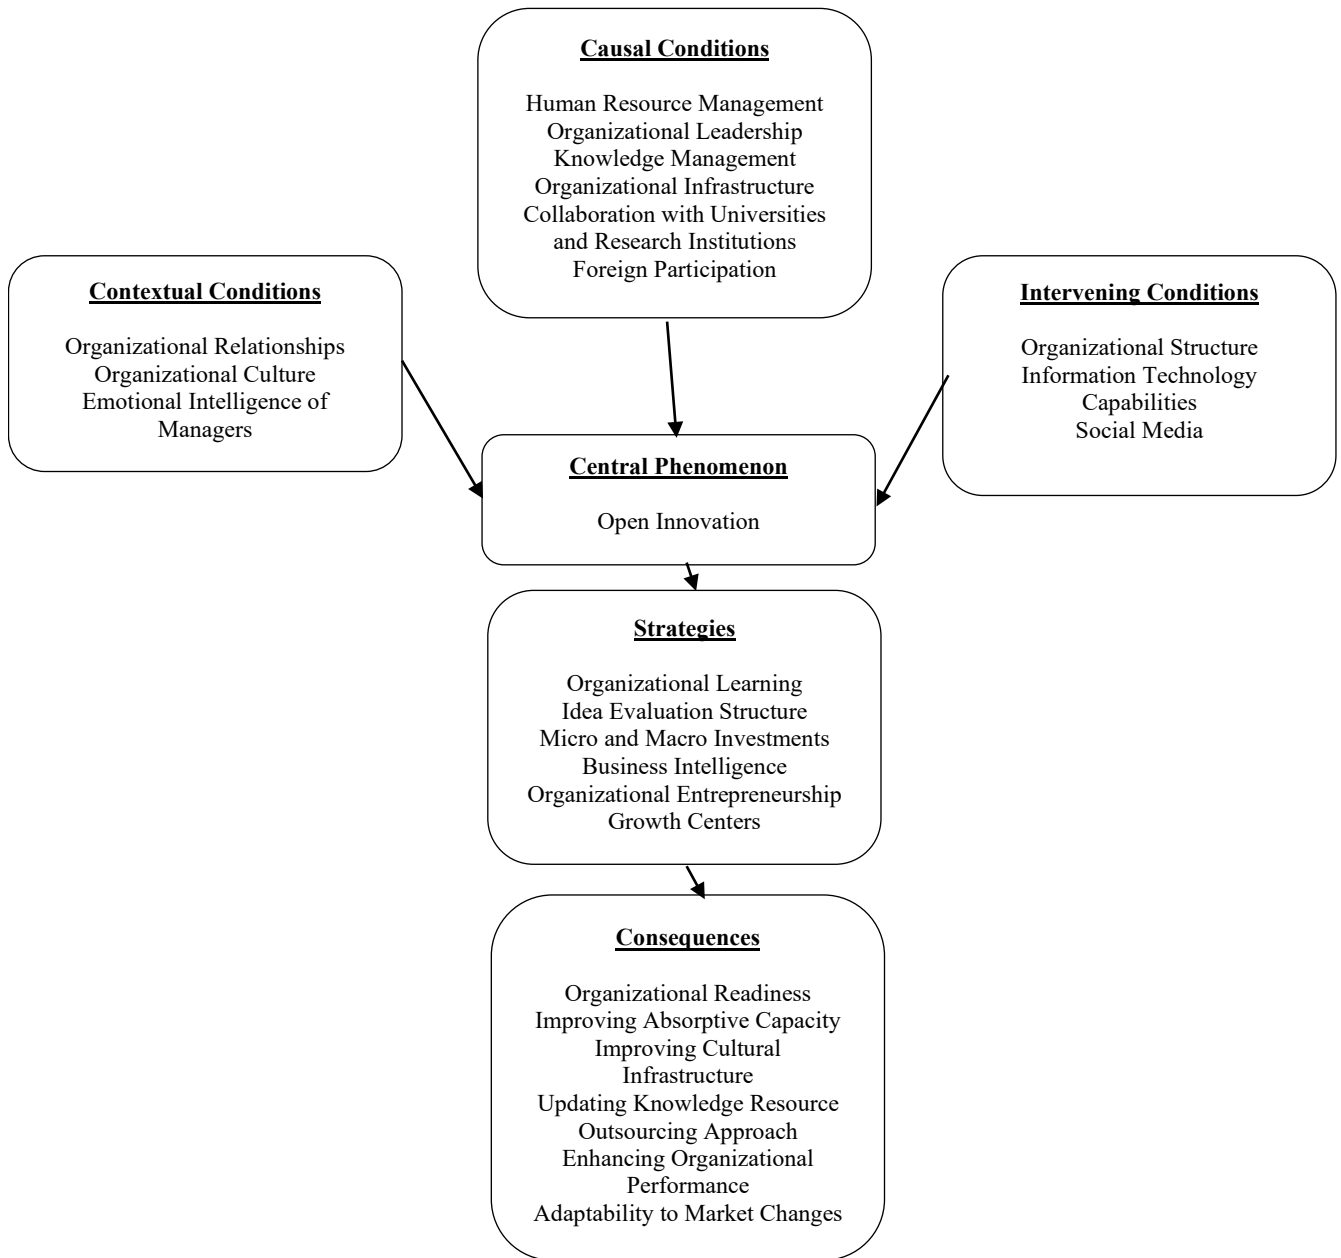 Causal Conditions
Human Resource Management
Organizational Leadership
Knowledge Management
Organizational Infrastructure
Collaboration with Universities
and Research Institutions
Foreign Participation
Contextual Conditions
Organizational Relationships
Organizational Culture
Emotional Intelligence of
Managers
Intervening Conditions
Organizational Structure
Information Technology
Capabilities
Social Media
Central Phenomenon
Open Innovation
Strategies
Organizational Learning
Idea Evaluation Structure
Micro and Macro Investments
Business Intelligence
Organizational Entrepreneurship
Growth Centers
Consequences
Organizational Readiness
Improving Absorptive Capacity
Improving Cultural
Infrastructure
Updating Knowledge Resource
Outsourcing Approach
Enhancing Organizational
Performance
Adaptability to Market Changes